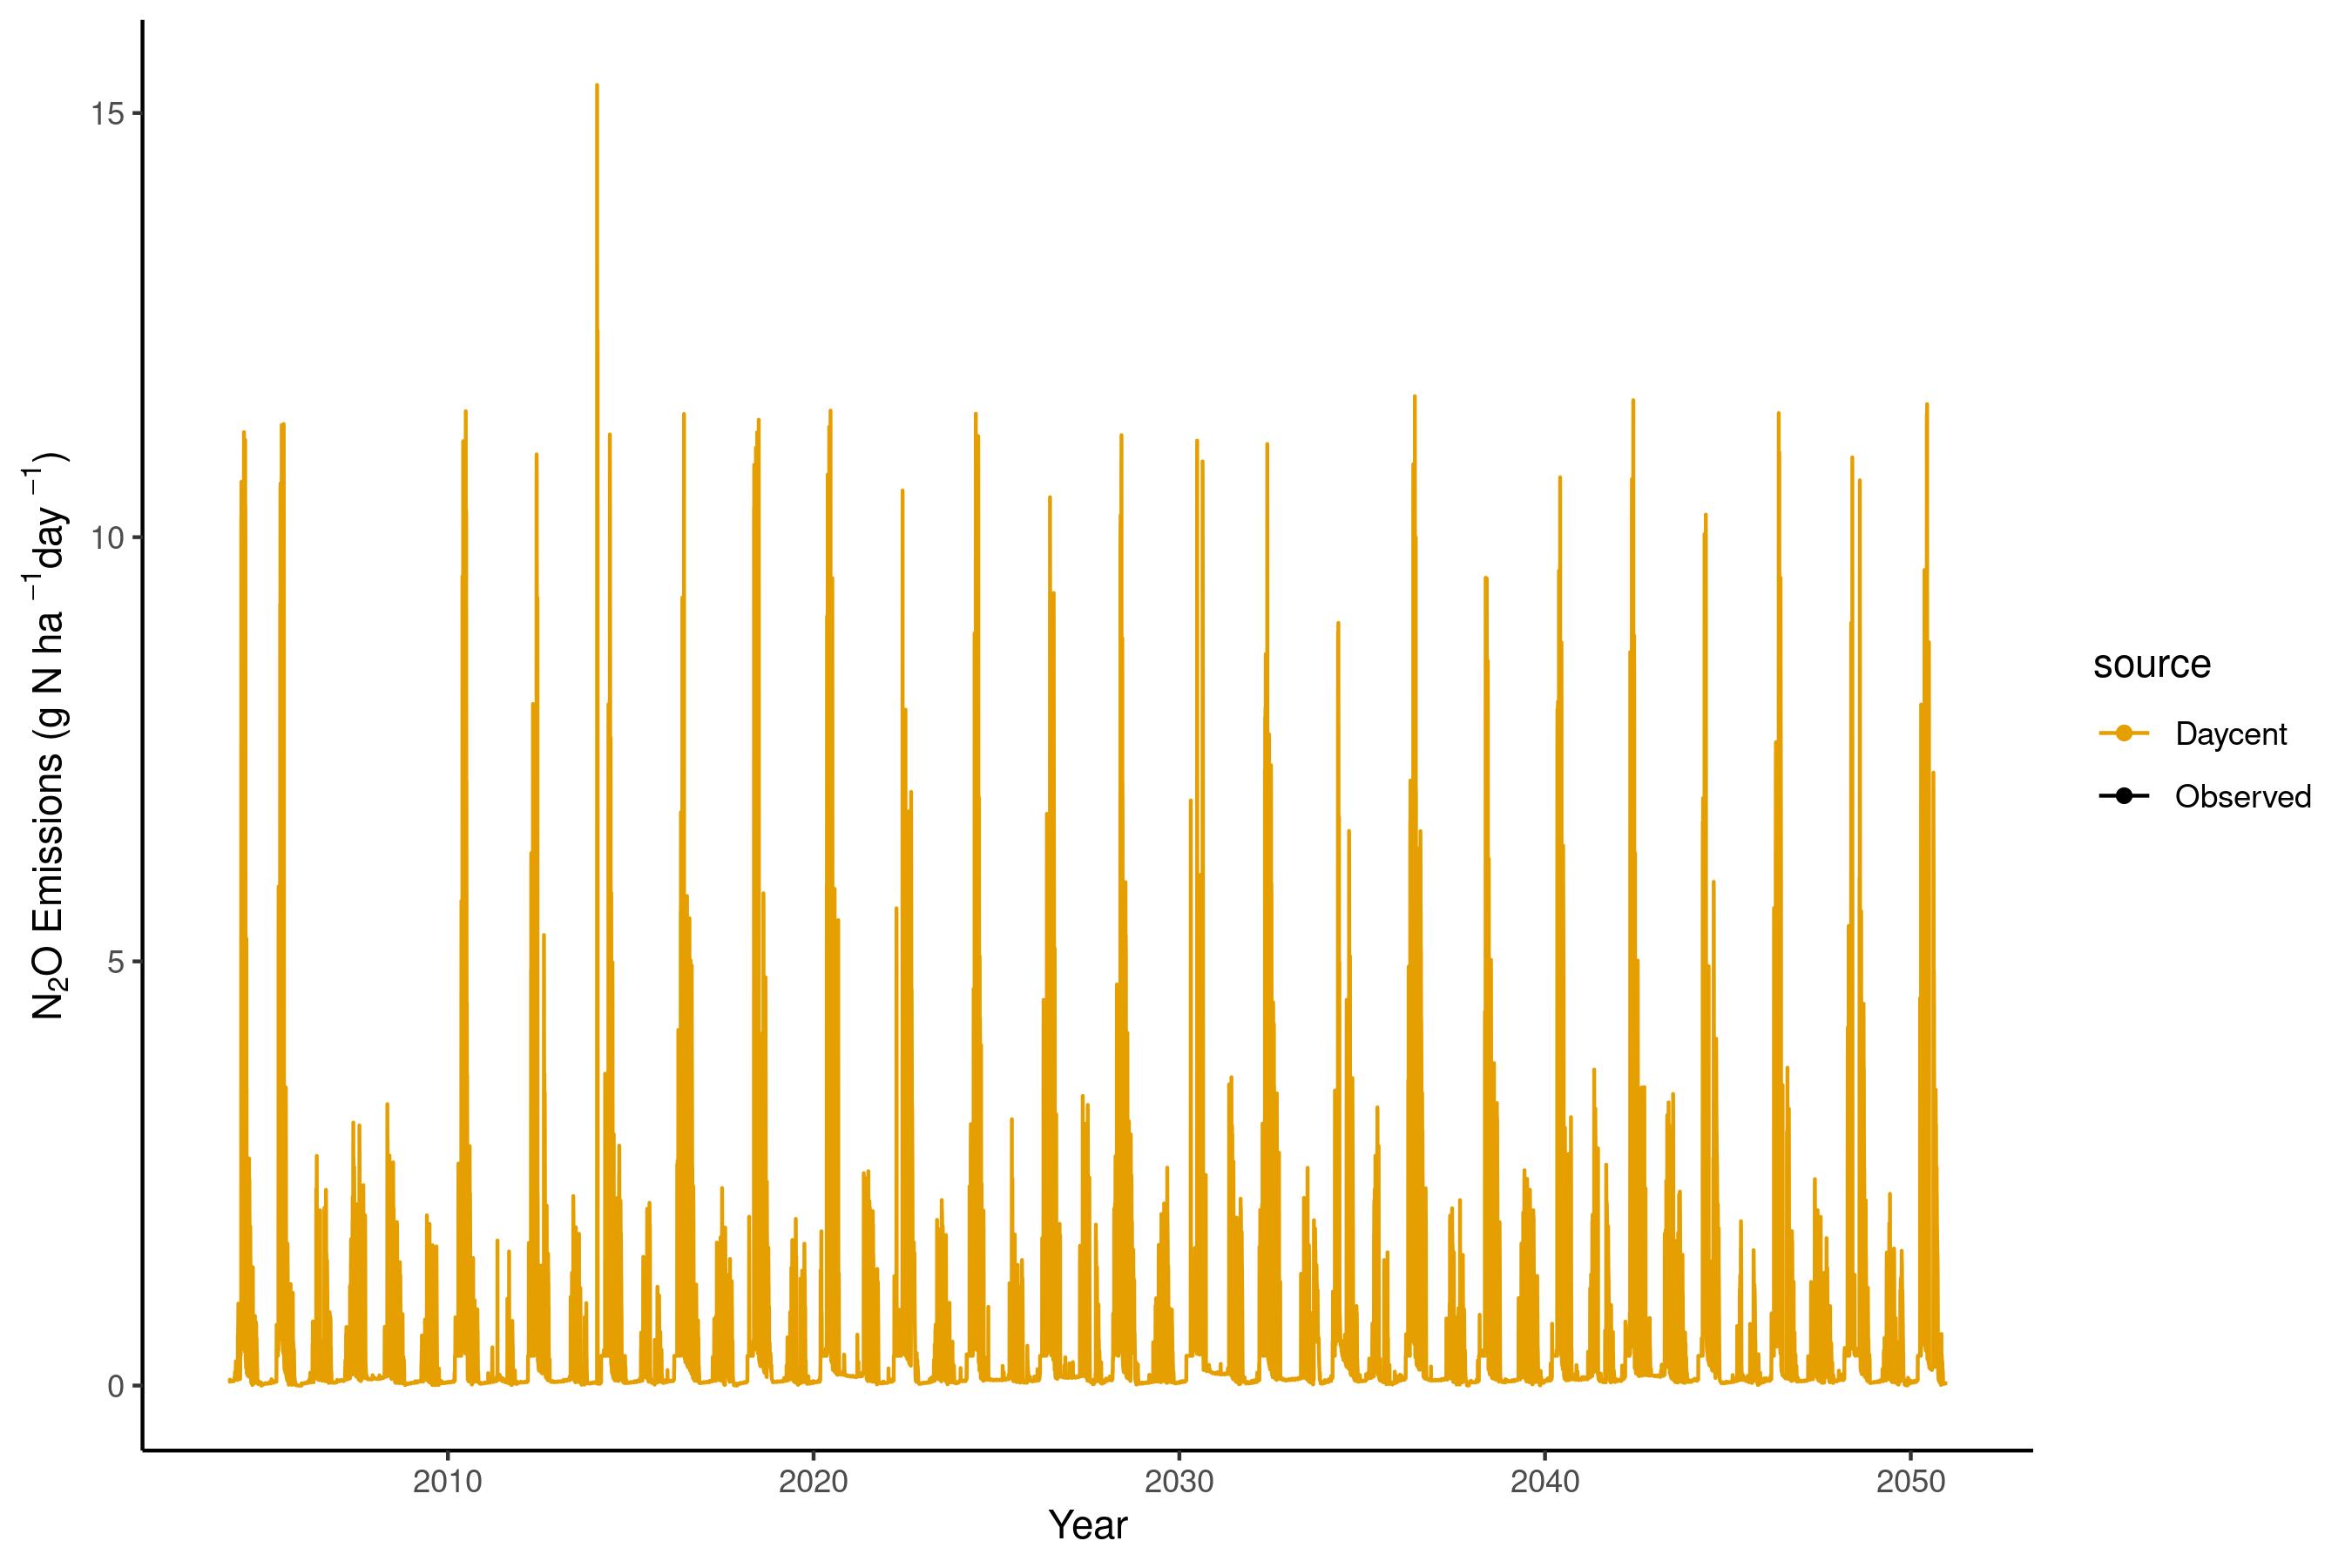 15
10
5
0
N₂O Emissions (g N ha ⁻¹day ⁻¹)
2010 2020 2030 2040 2050
Year
source
Daycent
Observed